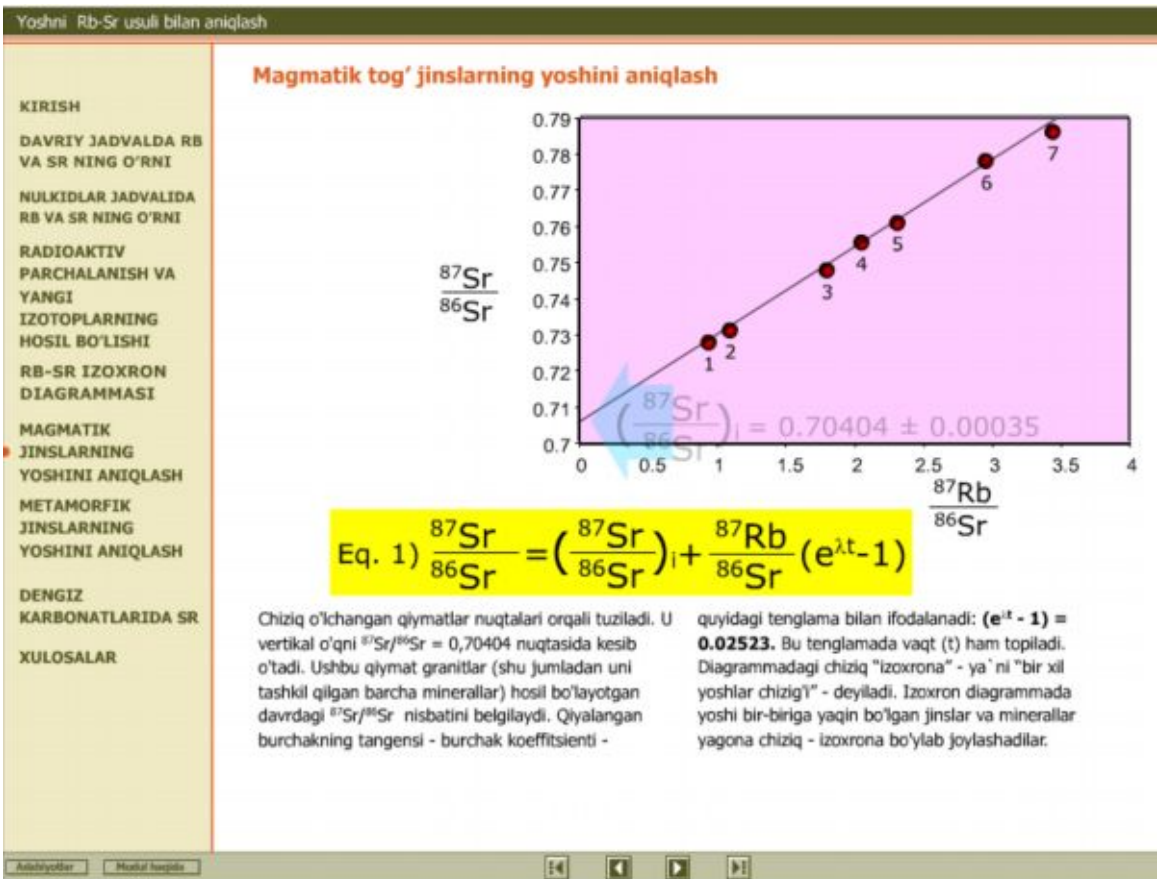 Yoshni Rb-Sr usuli bilan aniqlash
KIRISH
DAVRIY JADVALDA RB
VA SR NING O'RNI
NULKIDLAR JADVALIDA
RB VA SR NING O'RNI
RADIOAKTIV
PARCHALANISH VA
YANGI
IZOTOPLARNING
HOSIL BO'LISHI
RB-SR IZOXRON
DIAGRAMMASI
MAGMATIK
JINSLARNING
YOSHINI ANIQLASH
METAMORFIK
JINSLARNING
YOSHINI ANIQLASH
DENGIZ
KARBONATLARIDA SR
XULOSALAR
Magmatik tog' jinslarning yoshini aniqlash
0.79
0.78
0.77
0.76
0.75
0.74
0.73
0.72
0.71
0.7
⁸⁷Sr
⁸⁶Sr
1
2
3
4
5
6
7
(⁸⁷Sr/⁸⁶Sr)i = 0.70404 ± 0.00035
0 0.5 1 1.5 2 2.5 3 3.5 4
⁸⁷Rb
⁸⁶Sr
Eq. 1) ⁸⁷Sr/⁸⁶Sr = (⁸⁷Sr/⁸⁶Sr)i + ⁸⁷Rb/⁸⁶Sr (e^λt-1)
Chiziq o'lchangan qiymatlar nuqtalari orqali tuziladi. U
vertikal o'qni ⁸⁷Sr/⁸⁶Sr = 0,70404 nuqtasida kesib
o'tadi. Ushbu qiymat granitlar (shu jumladan uni
tashkil qilgan barcha minerallar) hosil bo'layotgan
davrdagi ⁸⁷Sr/⁸⁶Sr nisbatini belgilaydi. Qiyalangan
burchakning tangensi - burchak koeffitsienti -
quyidagi tenglama bilan ifodalanadi: (e^λt - 1) =
0.02523. Bu tenglamada vaqt (t) ham topiladi.
Diagrammadagi chiziq "izoxrona" - ya`ni "bir xil
yoshlar chizig'i" - deyiladi. Izoxron diagrammada
yoshi bir-biriga yaqin bo'lgan jinslar va minerallar
yagona chiziq - izoxrona bo'ylab joylashadilar.
Adabiyotlar
Modul haqida